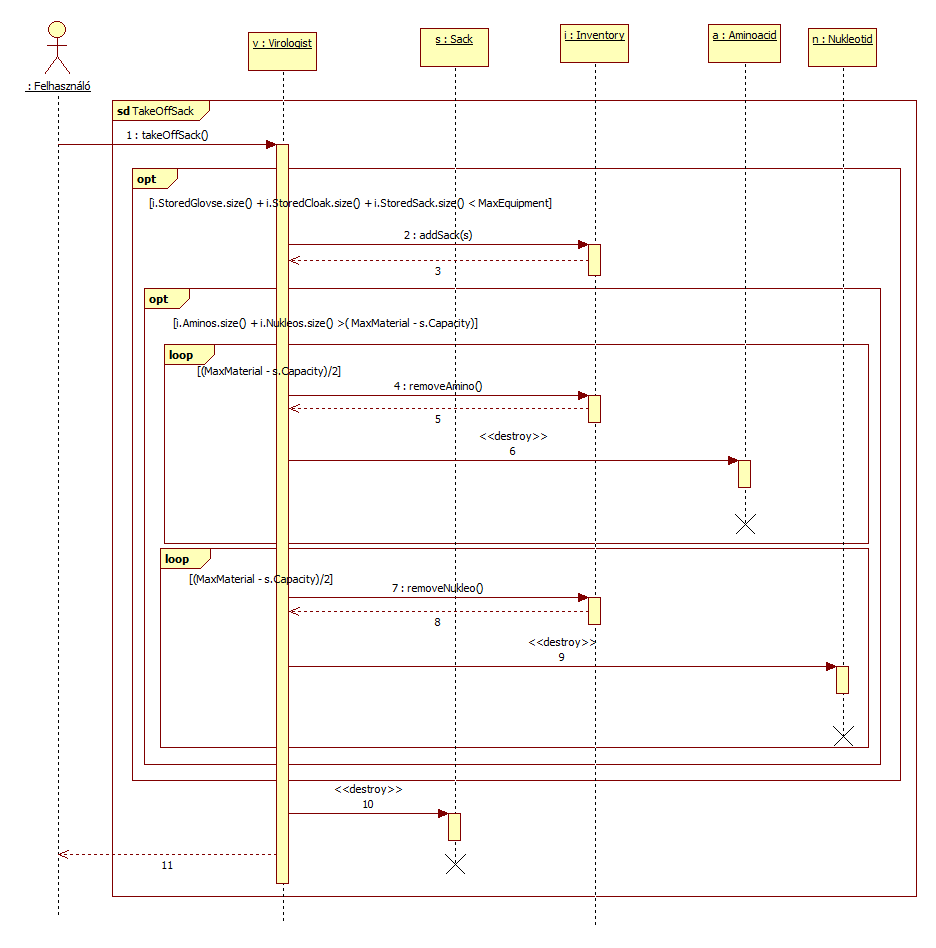 v : Virologist
s : Sack
i : Inventory
a : Aminoacid
n : Nukleotid
: Felhasználó
sd TakeOffSack
1 : takeOffSack()
opt
[i.StoredGlovse.size() + i.StoredCloak.size() + i.StoredSack.size() < MaxEquipment]
2 : addSack(s)
3
opt
[i.Aminos.size() + i.Nukleos.size() >( MaxMaterial - s.Capacity)]
loop
[(MaxMaterial - s.Capacity)/2]
4 : removeAmino()
5
<<destroy>>
6
loop
[(MaxMaterial - s.Capacity)/2]
7 : removeNukleo()
8
<<destroy>>
9
<<destroy>>
10
11